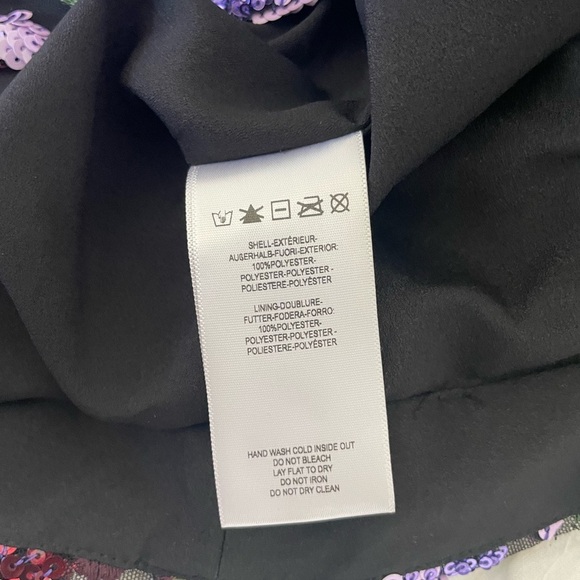 SHELL-EXTÉRIEUR-
AUßERHALB-FUORI-EXTERIOR:
100%POLYESTER-
POLYESTER-POLYESTER -
POLIESTERE-POLYÉSTER
LINING-DOUBLURE-
FUTTER-FODERA-FORRO:
100%POLYESTER-
POLYESTER-POLYESTER -
POLIESTERE-POLYÉSTER
HAND WASH COLD INSIDE OUT
DO NOT BLEACH
LAY FLAT TO DRY
DO NOT IRON
DO NOT DRY CLEAN